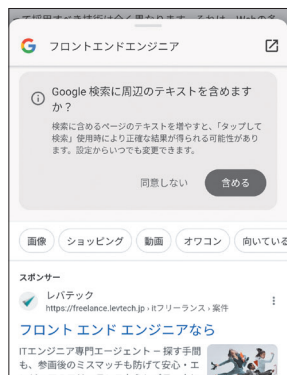 フロントエンドエンジニア
Google 検索に周辺のテキストを含めます
か？
検索に含めるページのテキストを増やすと、「タップして
検索」使用時により正確な結果が得られる可能性があり
ます。設定からいつでも変更できます。
同意しない 含める
画像 ショッピング 動画 オワコン 向いている
スポンサー
レバテック
https://freelance.levtech.jp › itフリーランス › 案件
フロント エンド エンジニアなら
ITエンジニア専門エージェント – 探す手間
も、参画後のミスマッチも防げて安心・エ